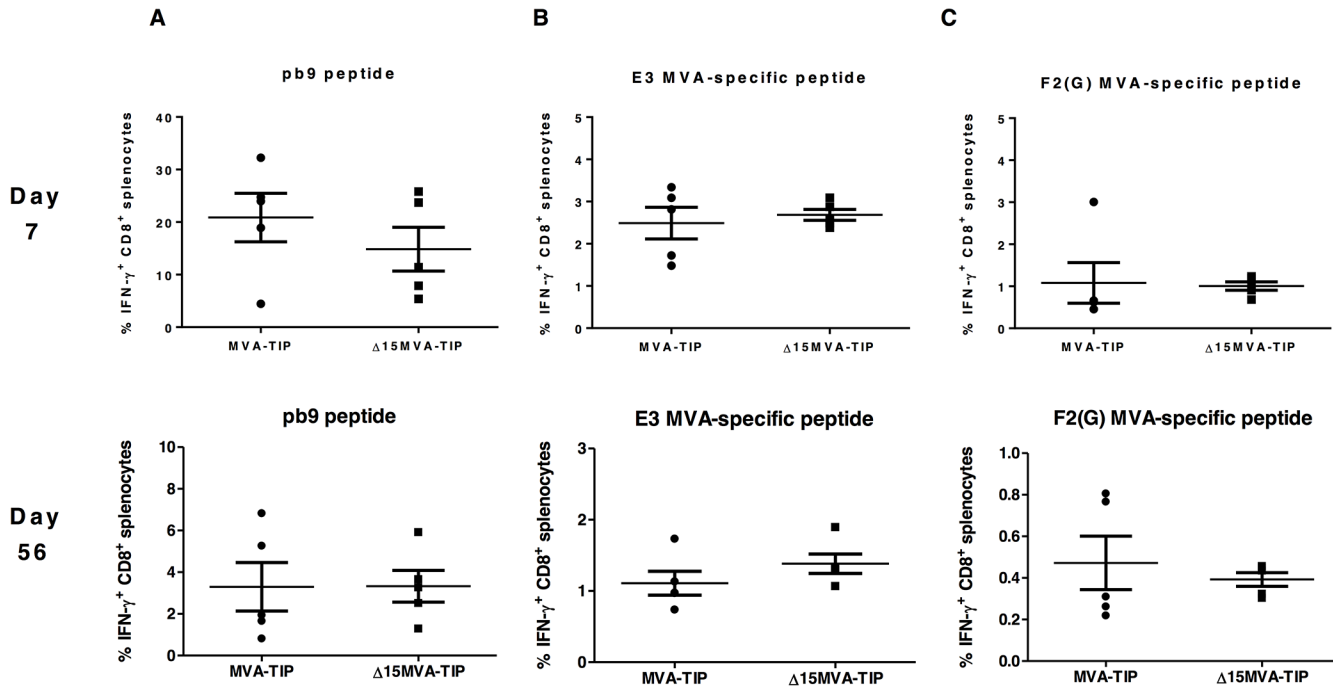 A
B
C
pb9 peptide
E3 MVA-specific peptide
F2(G) MVA-specific peptide
Day
7
% IFN-γ⁺ CD8⁺ splenocytes
40
30
20
10
0
MVA-TIP
Δ15MVA-TIP
% IFN-γ⁺ CD8⁺ splenocytes
5
4
3
2
1
0
MVA-TIP
Δ15MVA-TIP
% IFN-γ⁺ CD8⁺ splenocytes
5
4
3
2
1
0
MVA-TIP
Δ15MVA-TIP
pb9 peptide
E3 MVA-specific peptide
F2(G) MVA-specific peptide
Day
56
% IFN-γ⁺ CD8⁺ splenocytes
10
8
6
4
2
0
MVA-TIP
Δ15MVA-TIP
% IFN-γ⁺ CD8⁺ splenocytes
3
2
1
0
MVA-TIP
Δ15MVA-TIP
% IFN-γ⁺ CD8⁺ splenocytes
1.0
0.8
0.6
0.4
0.2
0.0
MVA-TIP
Δ15MVA-TIP